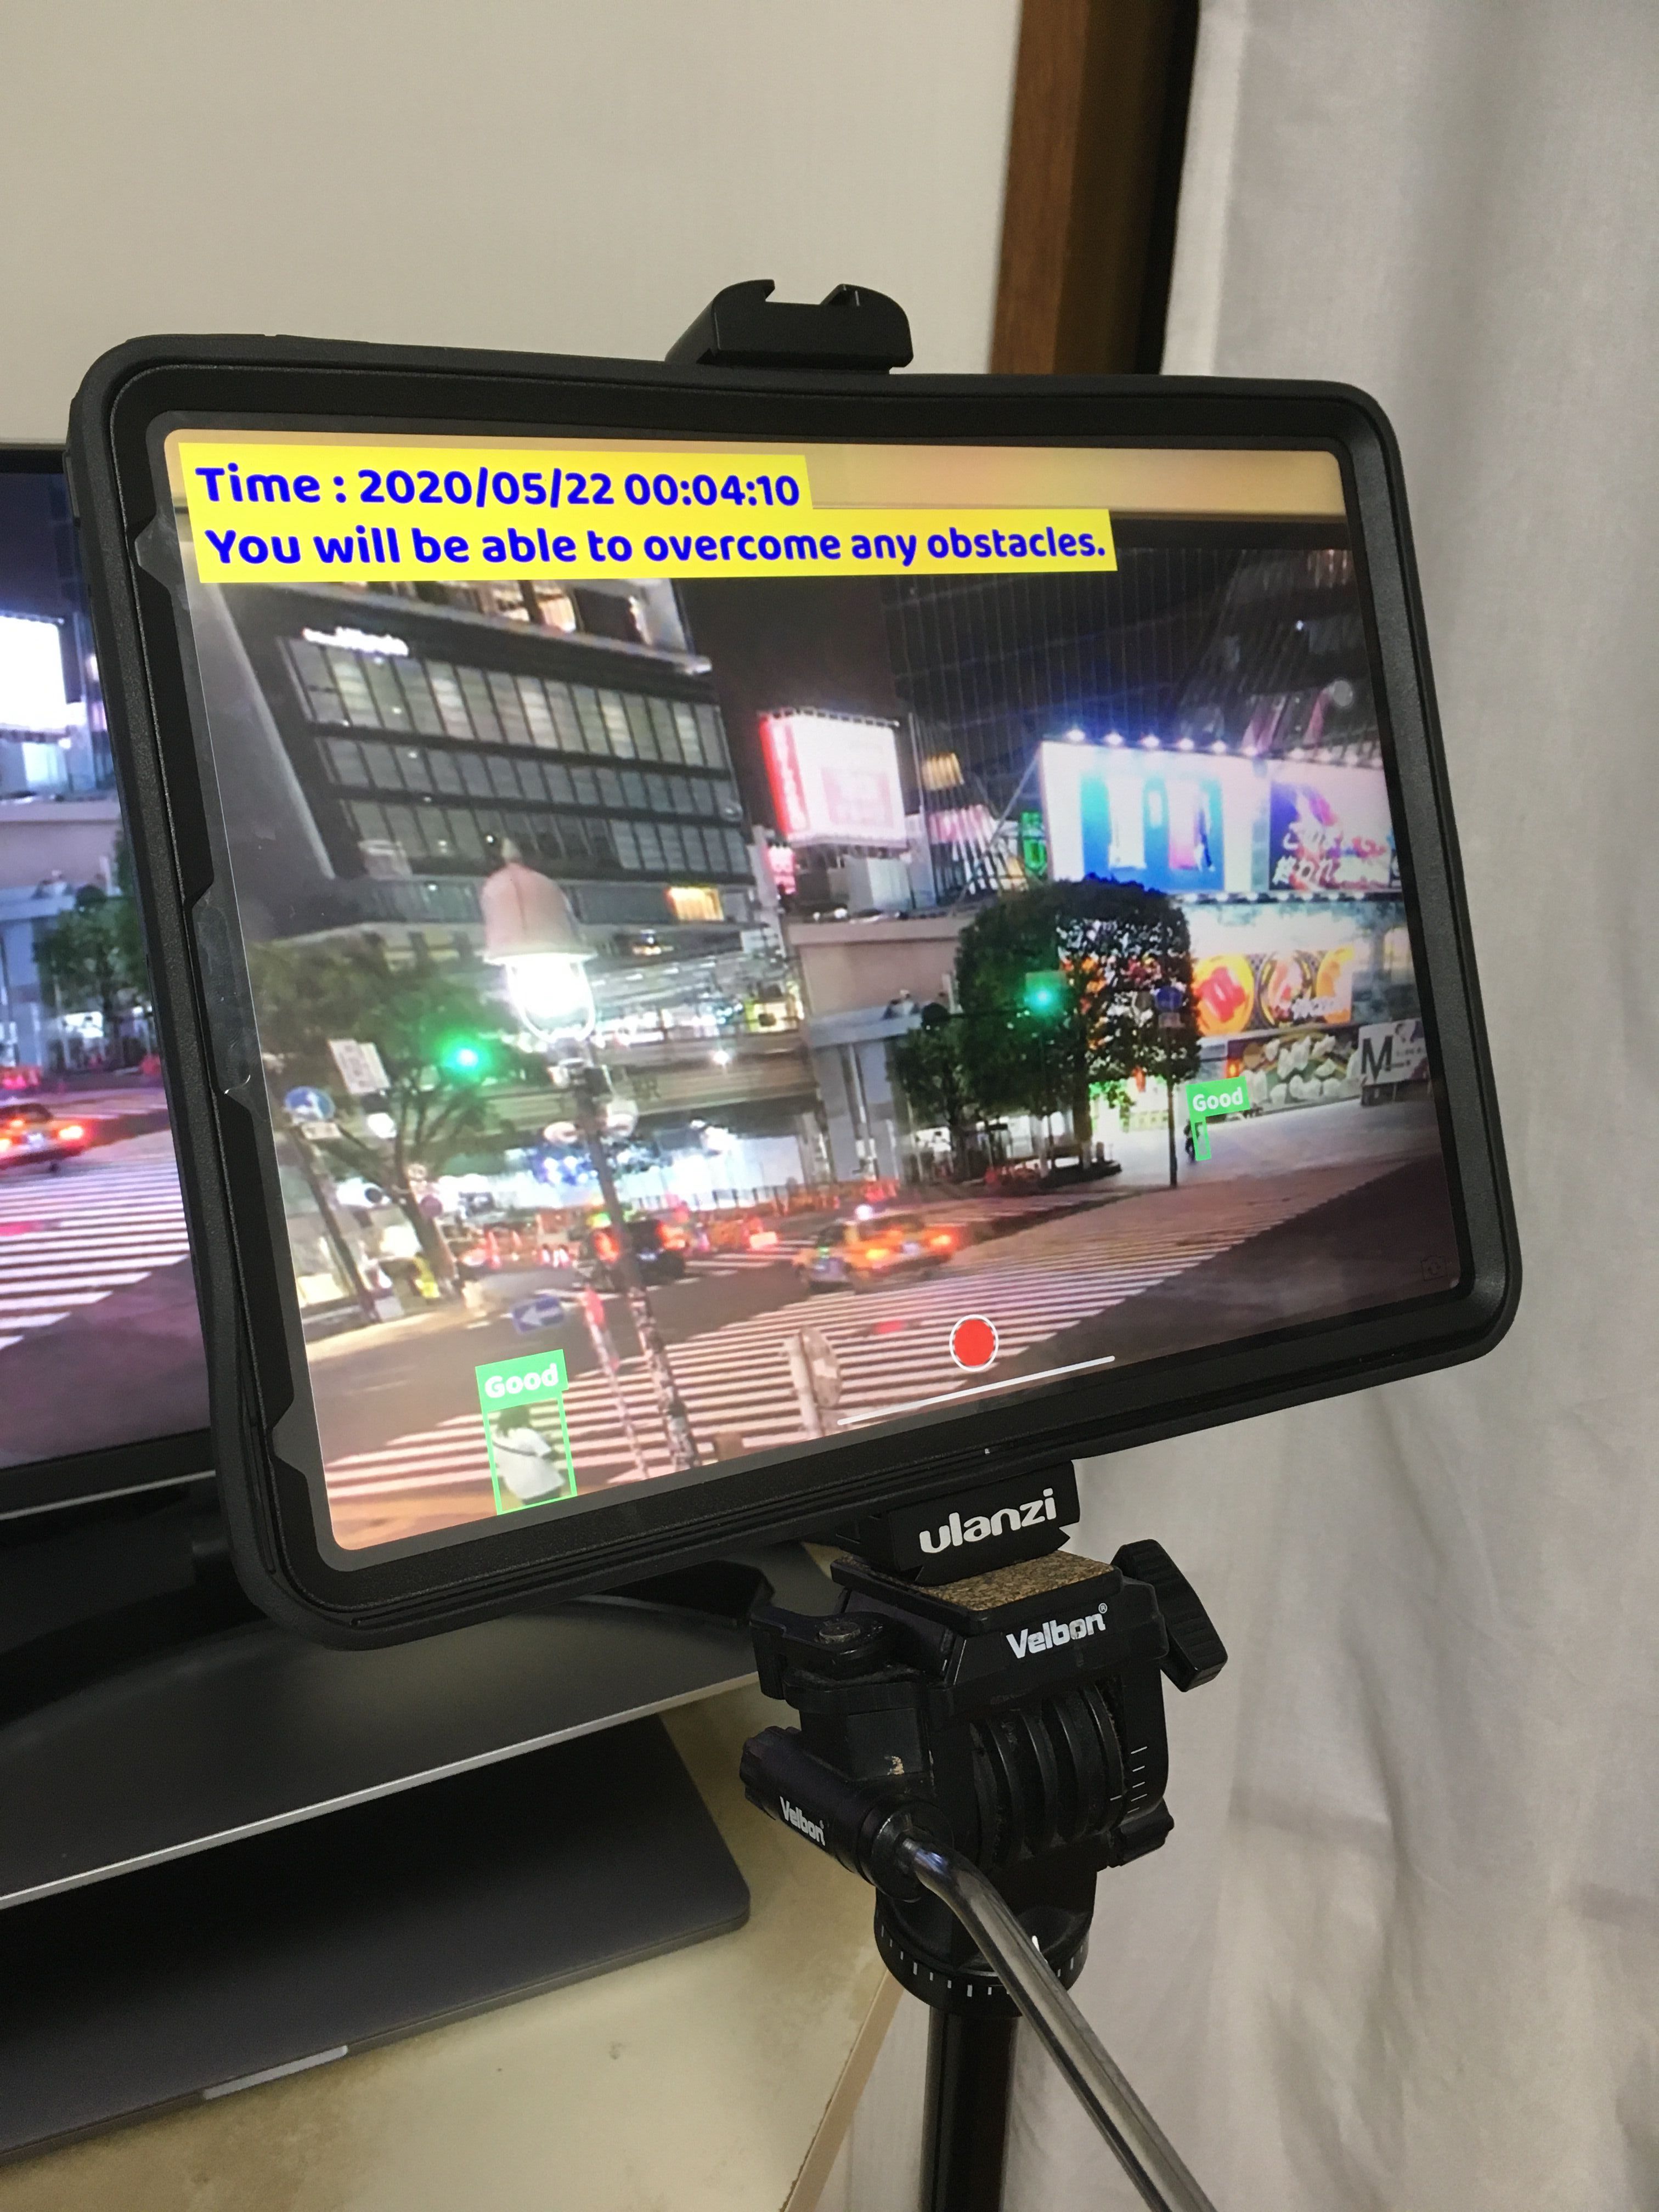 Time : 2020/05/22 00:04:10
You will be able to overcome any obstacles.
M
Good
Good
ulanzi
Velbon®
Velbon